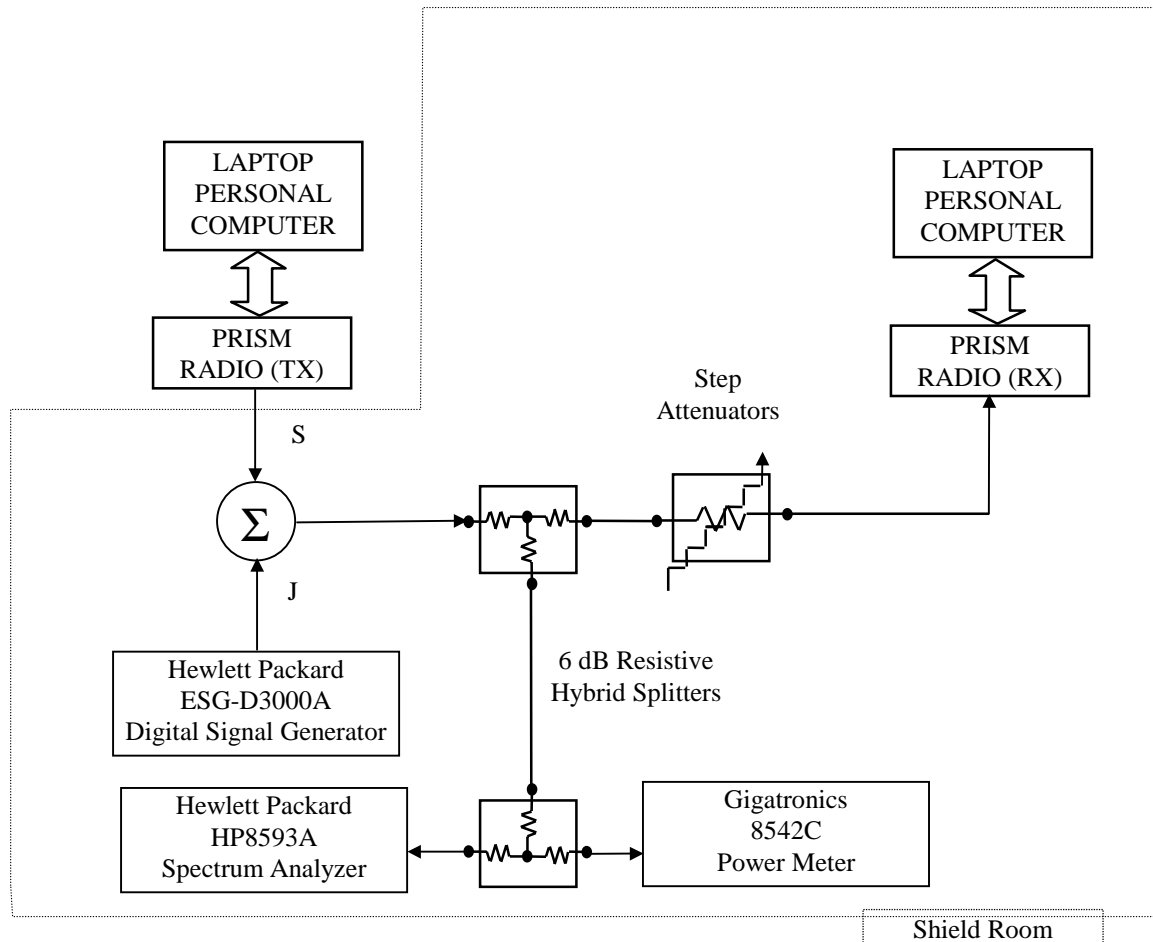 LAPTOP
PERSONAL
COMPUTER
PRISM
RADIO (TX)
S
Σ
J
Hewlett Packard
ESG-D3000A
Digital Signal Generator
Step
Attenuators
LAPTOP
PERSONAL
COMPUTER
PRISM
RADIO (RX)
6 dB Resistive
Hybrid Splitters
Hewlett Packard
HP8593A
Spectrum Analyzer
Gigatronics
8542C
Power Meter
Shield Room